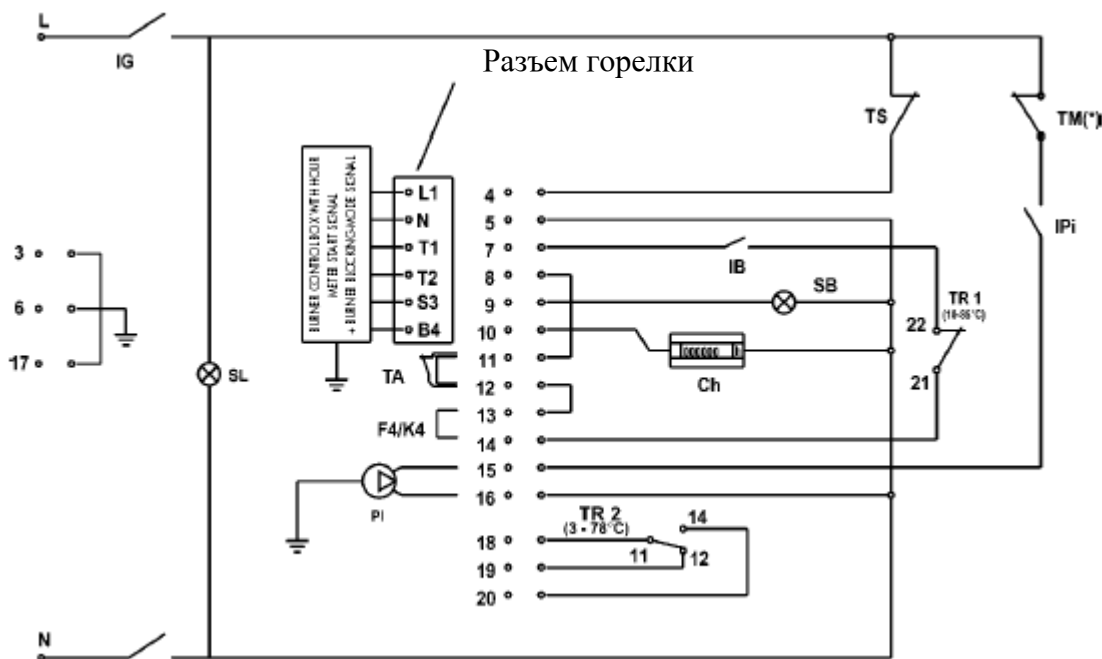 L
IG
Разъем горелки
TS
TM(*)
BURNER CONTROL BOX WITH HOUR
METER START SIGNAL
+ BURNER BLOCKING-MODE SIGNAL
L1
N
T1
T2
S3
B4
4
5
7
8
9
10
11
12
13
14
15
16
18
19
20
3
6
17
IPi
IB
SB
TR 1
(18-85°C)
22
21
000000 h
Ch
SL
TA
F4/K4
PI
TR 2
(3 - 78°C)
14
11
12
N